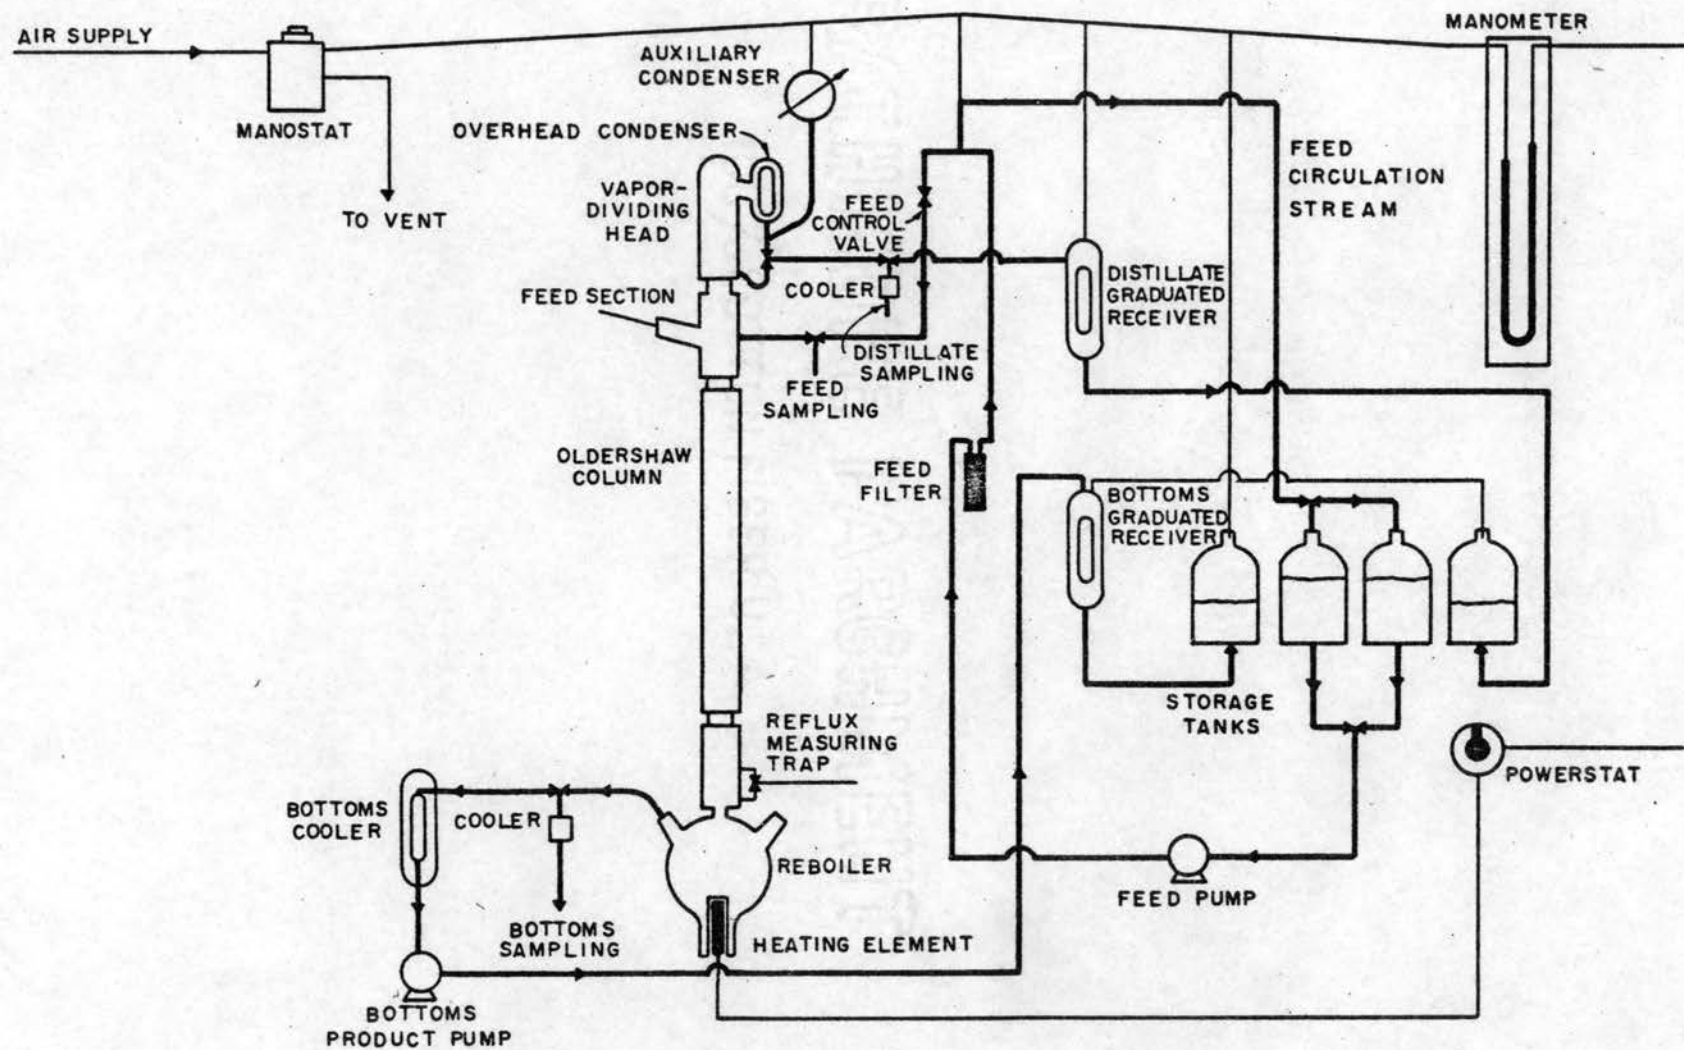 AIR SUPPLY
MANOSTAT
TO VENT
AUXILIARY
CONDENSER
OVERHEAD CONDENSER
VAPOR-
DIVIDING
HEAD
FEED
CONTROL
VALVE
MANOMETER
FEED
CIRCULATION
STREAM
FEED SECTION
COOLER
DISTILLATE
GRADUATED
RECEIVER
DISTILLATE
SAMPLING
FEED
SAMPLING
OLDERSHAW
COLUMN
FEED
FILTER
BOTTOMS
GRADUATED
RECEIVER
STORAGE
TANKS
REFLUX
MEASURING
TRAP
POWERSTAT
BOTTOMS
COOLER
COOLER
REBOILER
FEED PUMP
BOTTOMS
SAMPLING
HEATING ELEMENT
BOTTOMS
PRODUCT PUMP